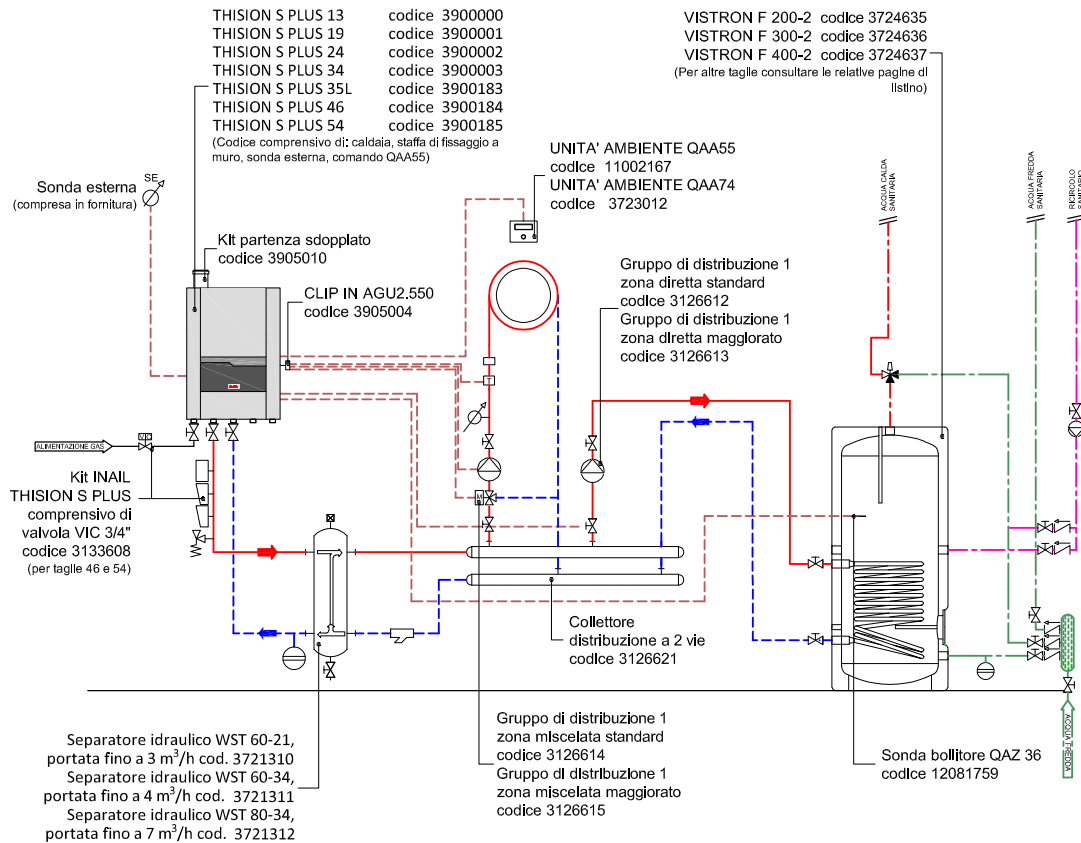 THISION S PLUS 13 codice 3900000
THISION S PLUS 19 codice 3900001
THISION S PLUS 24 codice 3900002
THISION S PLUS 34 codice 3900003
THISION S PLUS 35L codice 3900183
THISION S PLUS 46 codice 3900184
THISION S PLUS 54 codice 3900185
(Codice comprensivo di: caldaia, staffa di fissaggio a
muro, sonda esterna, comando QAA55)
VISTRON F 200-2 codice 3724635
VISTRON F 300-2 codice 3724636
VISTRON F 400-2 codice 3724637
(Per altre taglie consultare le relative pagine di
listino)
UNITA' AMBIENTE QAA55
codice 11002167
UNITA' AMBIENTE QAA74
codice 3723012
Sonda esterna
(compresa in fornitura)
SE
Kit partenza sdoppiato
codice 3905010
CLIP IN AGU2.550
codice 3905004
Gruppo di distribuzione 1
zona diretta standard
codice 3126612
Gruppo di distribuzione 1
zona diretta maggiorato
codice 3126613
ACQUA CALDA
SANITARIA
ACQUA FREDDA
SANITARIA
RICIRCOLO
SANITARIO
T
M
ALIMENTAZIONE GAS
VIC
Kit INAIL
THISION S PLUS
comprensivo di
valvola VIC 3/4"
codice 3133608
(per taglie 46 e 54)
Collettore
distribuzione a 2 vie
codice 3126621
Separatore idraulico WST 60-21,
portata fino a 3 m³/h cod. 3721310
Separatore idraulico WST 60-34,
portata fino a 4 m³/h cod. 3721311
Separatore idraulico WST 80-34,
portata fino a 7 m³/h cod. 3721312
Gruppo di distribuzione 1
zona miscelata standard
codice 3126614
Gruppo di distribuzione 1
zona miscelata maggiorato
codice 3126615
Sonda bollitore QAZ 36
codice 12081759
ACQUA FREDDA